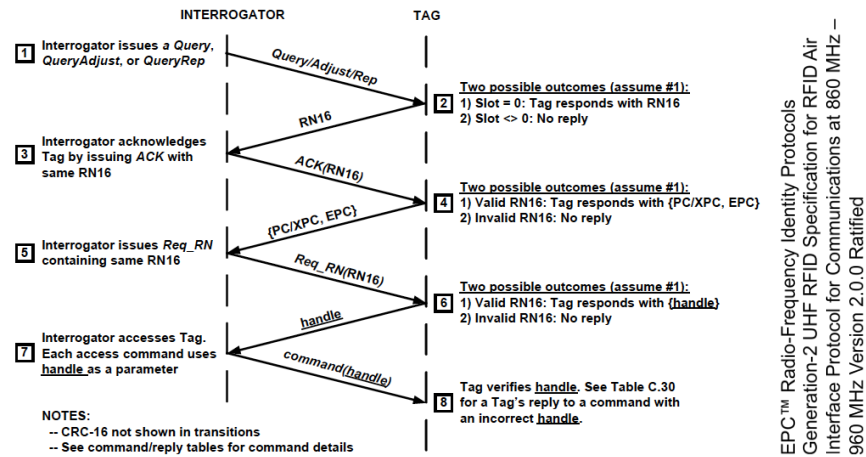 INTERROGATOR
TAG
1
Interrogator issues a Query,
QueryAdjust, or QueryRep
Query/Adjust/Rep
2
Two possible outcomes (assume #1):
1) Slot = 0: Tag responds with RN16
2) Slot <> 0: No reply
RN16
3
Interrogator acknowledges
Tag by issuing ACK with
same RN16
ACK(RN16)
4
Two possible outcomes (assume #1):
1) Valid RN16: Tag responds with {PC/XPC, EPC}
2) Invalid RN16: No reply
{PC/XPC, EPC}
5
Interrogator issues Req_RN
containing same RN16
Req_RN(RN16)
6
Two possible outcomes (assume #1):
1) Valid RN16: Tag responds with {handle}
2) Invalid RN16: No reply
handle
7
Interrogator accesses Tag.
Each access command uses
handle as a parameter
command(handle)
8
Tag verifies handle. See Table C.30
for a Tag's reply to a command with
an incorrect handle.
NOTES:
-- CRC-16 not shown in transitions
-- See command/reply tables for command details
EPC™ Radio-Frequency Identity Protocols
Generation-2 UHF RFID Specification for RFID Air
Interface Protocol for Communications at 860 MHz –
960 MHz Version 2.0.0 Ratified